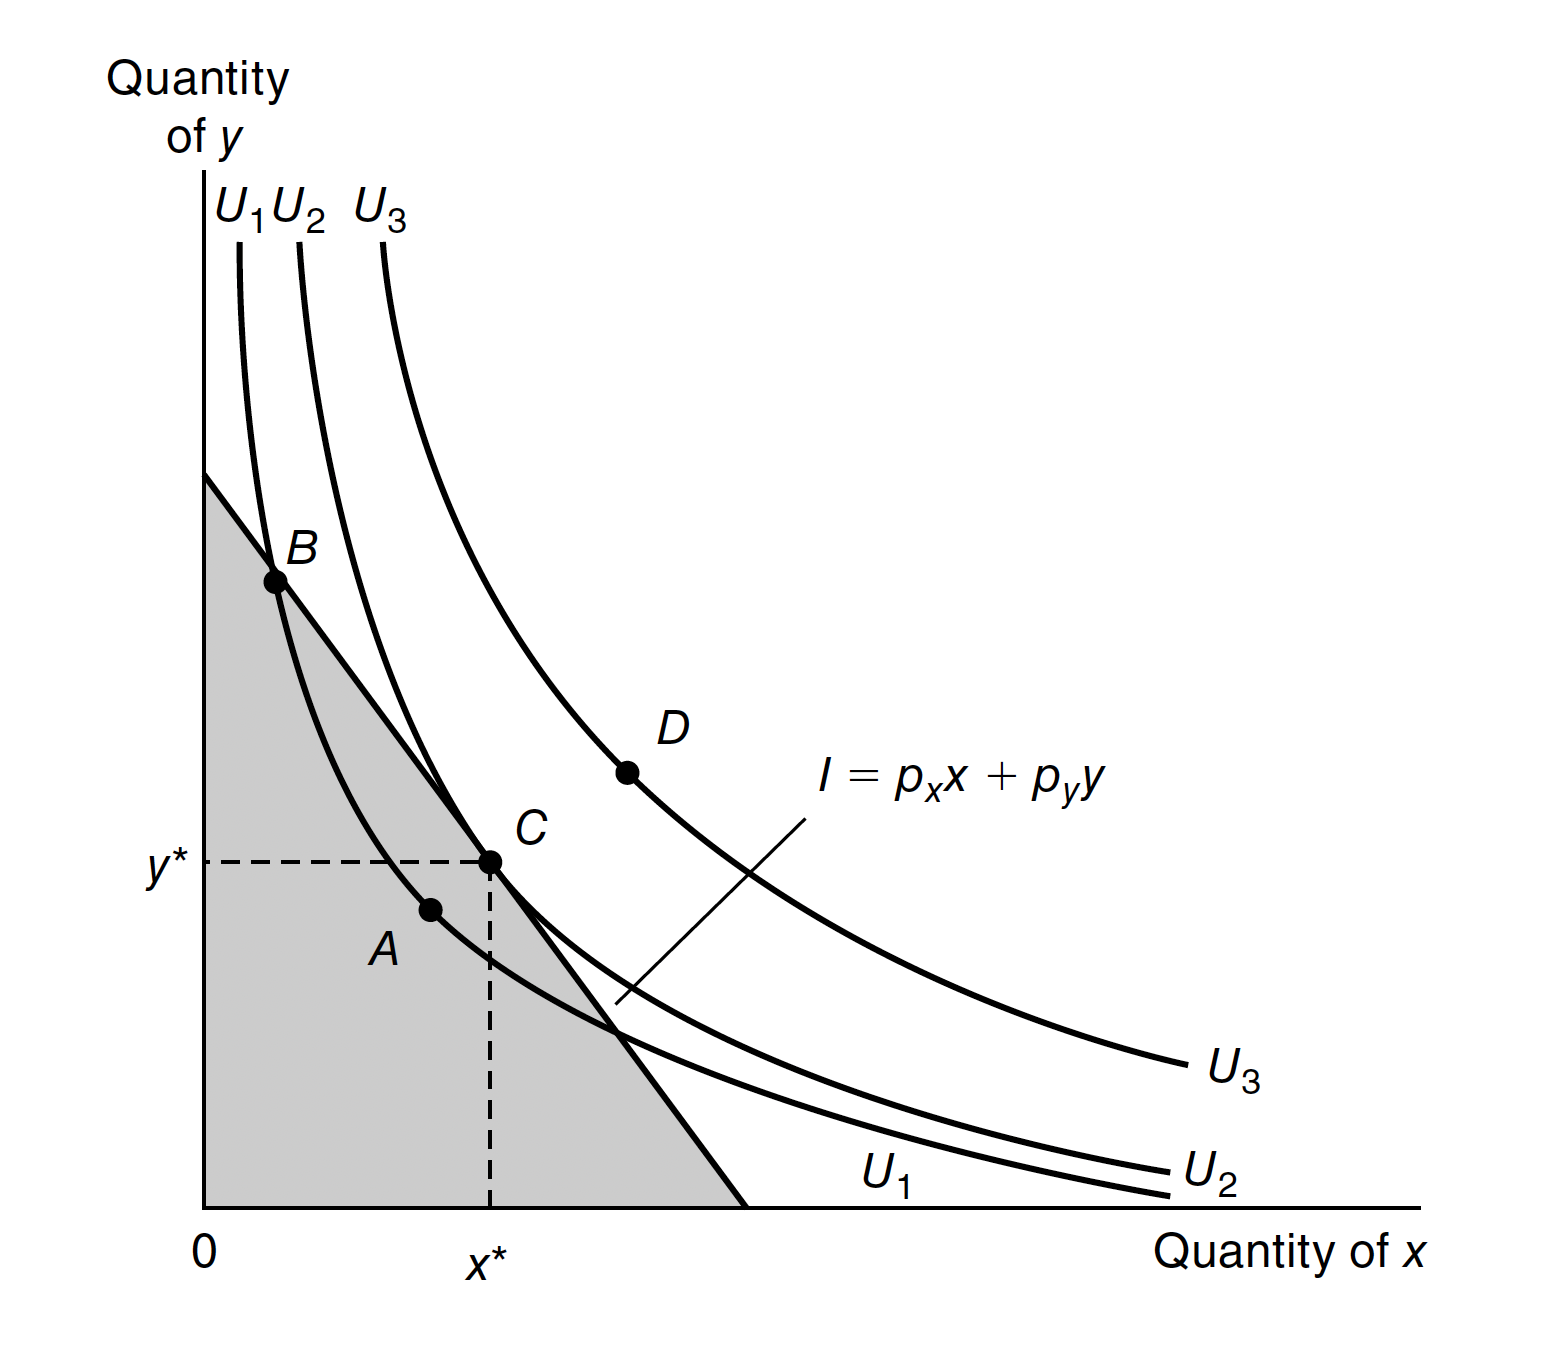 Quantity
of y
U1 U2 U3
B
D
I = pxx + pyy
C
y*
A
U3
U2
U1
0
x*
Quantity of x